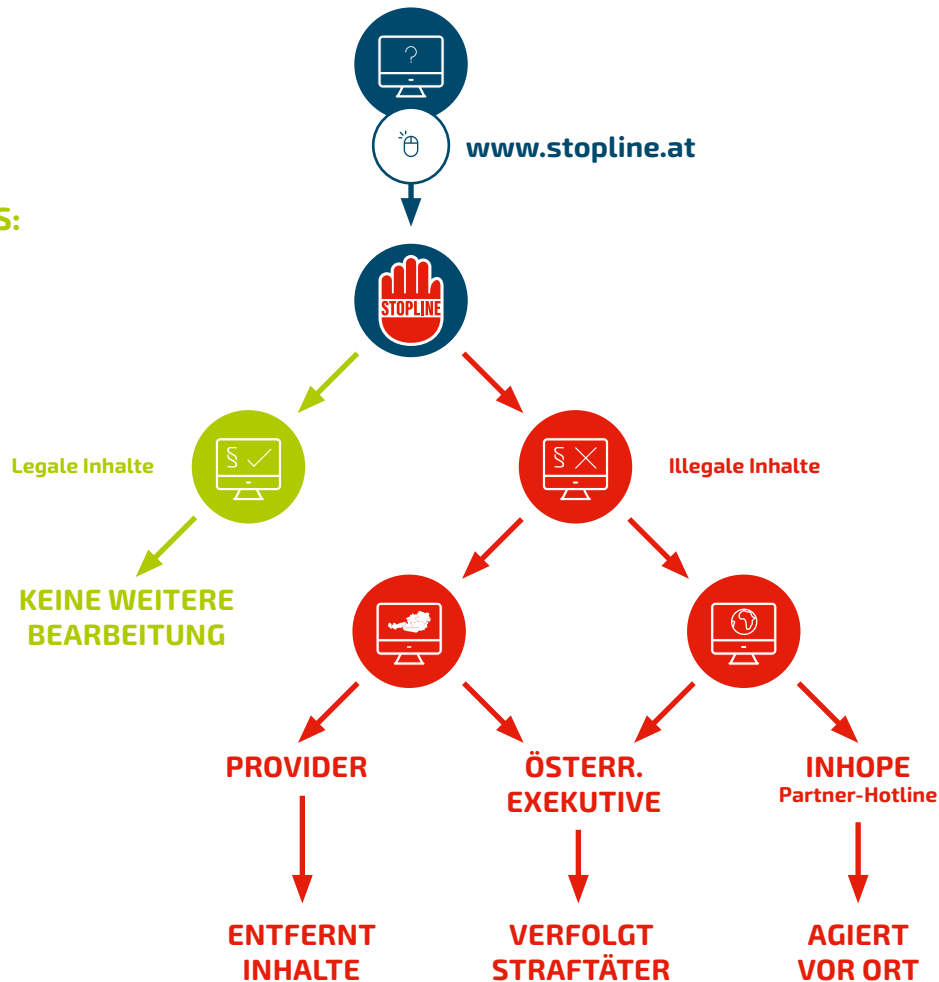 ?
www.stopline.at
S:
STOPLINE
Legale Inhalte
§
§
Illegale Inhalte
KEINE WEITERE
BEARBEITUNG
PROVIDER
ÖSTERR.
EXEKUTIVE
INHOPE
Partner-Hotline
ENTFERNT
INHALTE
VERFOLGT
STRAFTÄTER
AGIERT
VOR ORT